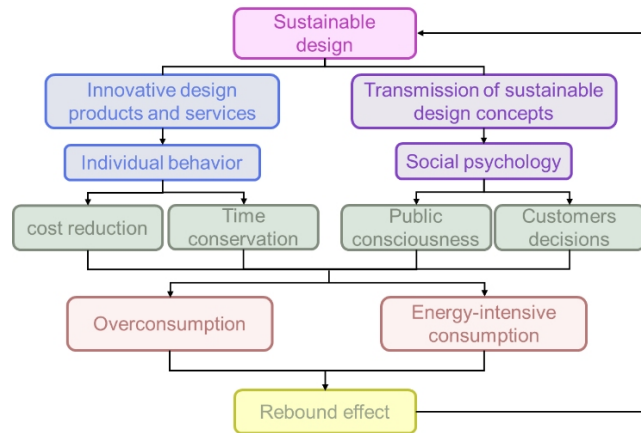 Sustainable
design
Innovative design
products and services
Transmission of sustainable
design concepts
Individual behavior
Social psychology
cost reduction
Time
conservation
Public
consciousness
Customers
decisions
Overconsumption
Energy-intensive
consumption
Rebound effect